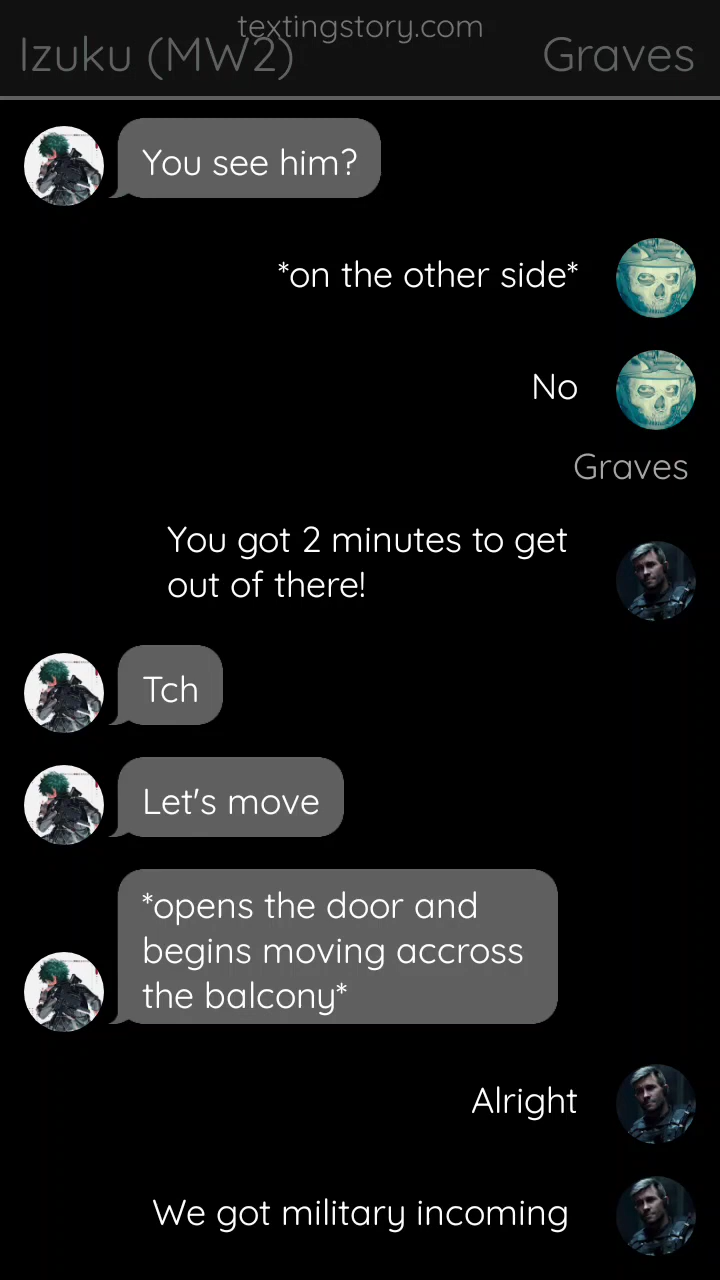 textingstory.com
Izuku (MW2)
Graves
You see him?
*on the other side*
No
Graves
You got 2 minutes to get
out of there!
Tch
Let's move
*opens the door and
begins moving accross
the balcony*
Alright
We got military incoming